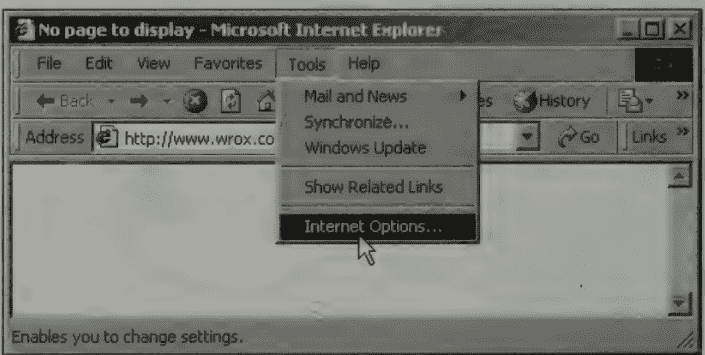 No page to display - Microsoft Internet Explorer
File Edit View Favorites Tools Help
Back es History
Address http://www.wrox.co Go Links
Mail and News
Synchronize...
Windows Update
Show Related Links
Internet Options...
Enables you to change settings.